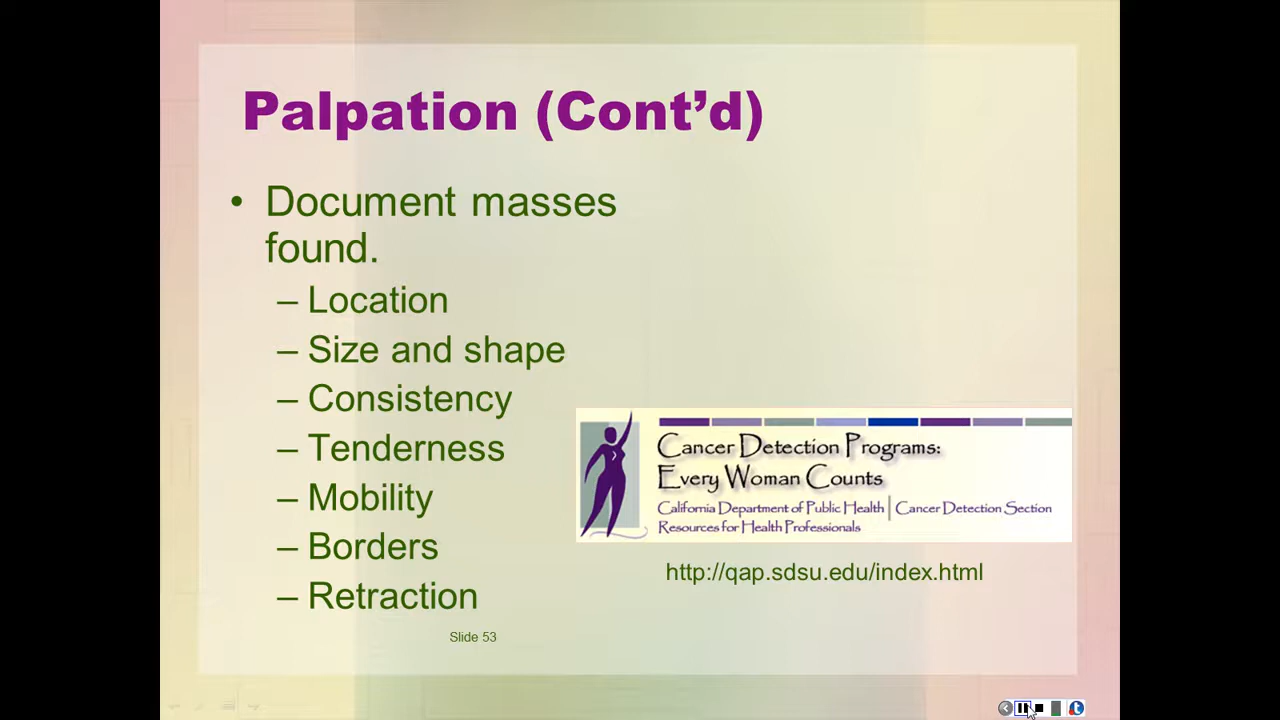 Palpation (Cont’d)
• Document masses
found.
– Location
– Size and shape
– Consistency
– Tenderness
– Mobility
– Borders
– Retraction
Cancer Detection Programs:
Every Woman Counts
California Department of Public Health | Cancer Detection Section
Resources for Health Professionals
http://qap.sdsu.edu/index.html
Slide 53